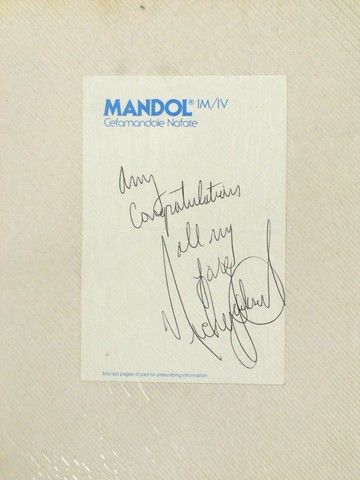 MANDOL® IM/IV
Cefamandole Nafate
Amy
Congratulations
all my
love
See last pages of pad for prescribing information